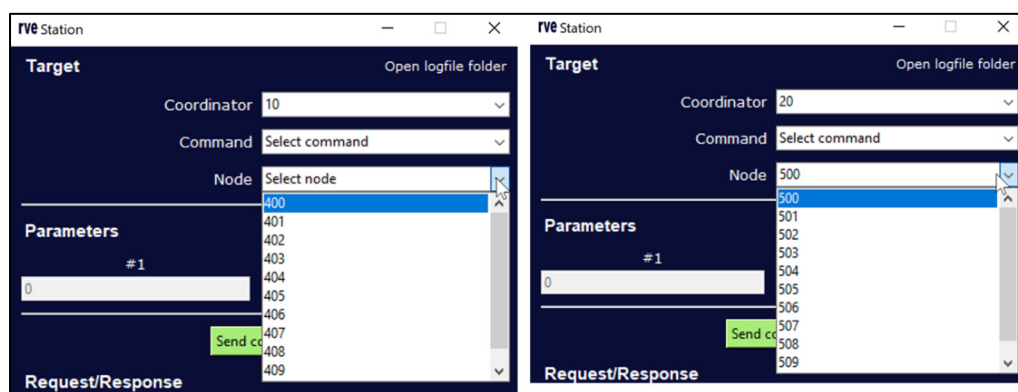 rve Station
Target Open logfile folder
Coordinator 10
Command Select command
Node Select node
400
401
Parameters
402
403
#1
404
0
405
406
407
Send co
408
409
Request/Response
rve Station
Target Open logfile folder
Coordinator 20
Command Select command
Node 500
500
501
Parameters
502
503
#1
504
0
505
506
507
Send co
508
509
Request/Response